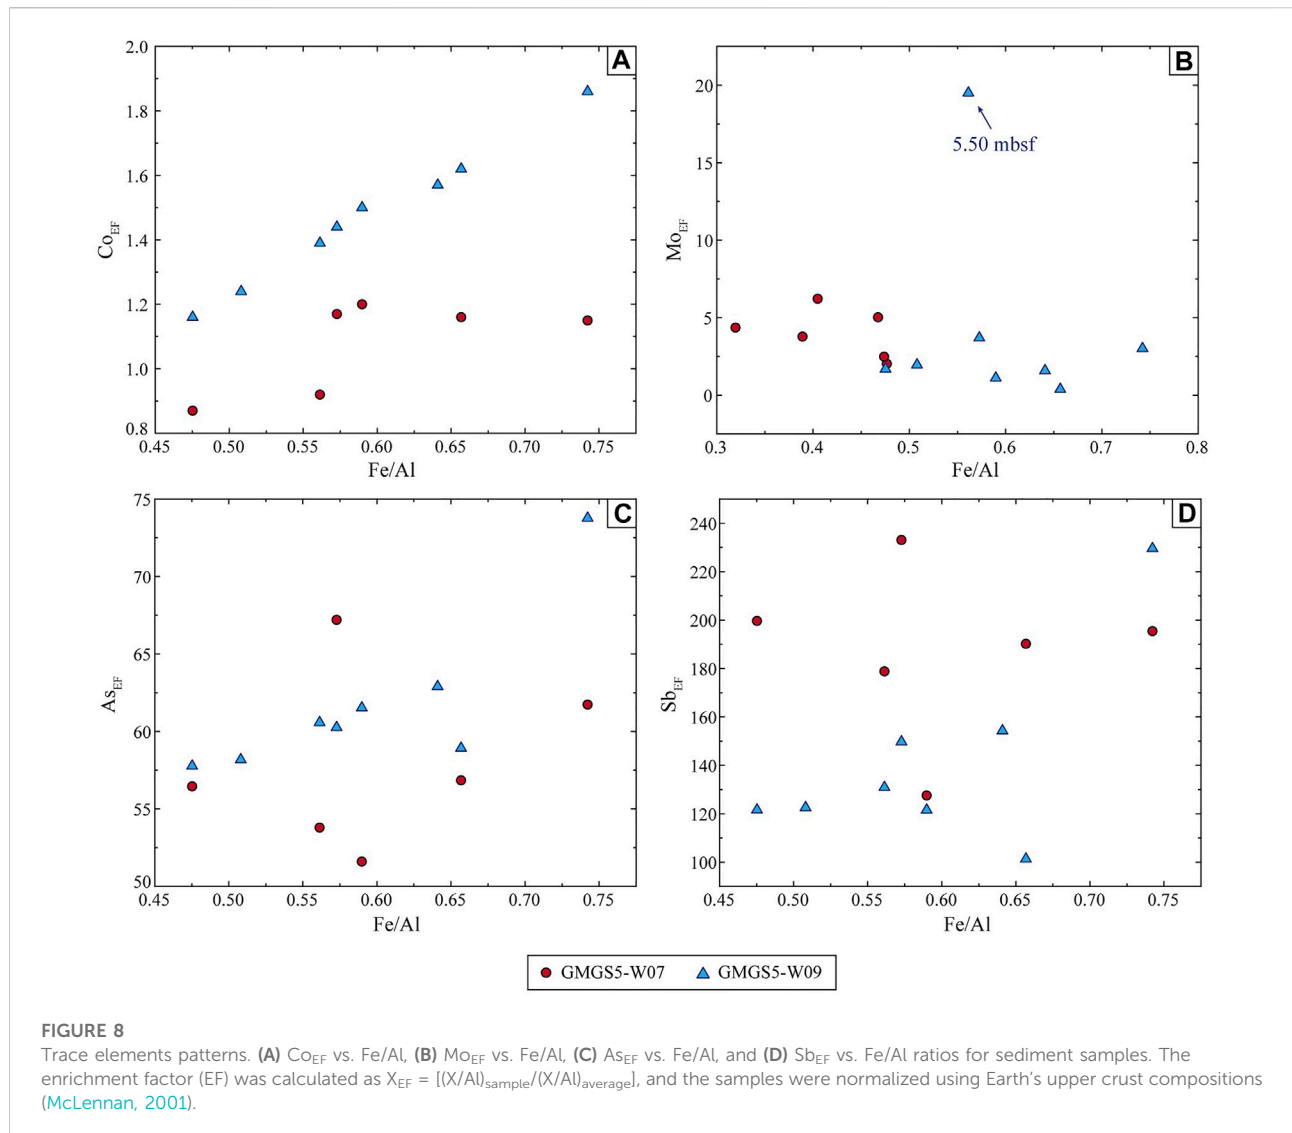 A
2.0
1.8
1.6
1.4
1.2
1.0
0.8
Co_EF
0.45 0.50 0.55 0.60 0.65 0.70 0.75
Fe/Al
B
20
15
10
5
0
Mo_EF
5.50 mbsf
0.3 0.4 0.5 0.6 0.7 0.8
Fe/Al
C
75
70
65
60
55
50
As_EF
0.45 0.50 0.55 0.60 0.65 0.70 0.75
Fe/Al
D
240
220
200
180
160
140
120
100
Sb_EF
0.45 0.50 0.55 0.60 0.65 0.70 0.75
Fe/Al
GMGS5-W07 GMGS5-W09
FIGURE 8
Trace elements patterns. (A) Co_EF vs. Fe/Al, (B) Mo_EF vs. Fe/Al, (C) As_EF vs. Fe/Al, and (D) Sb_EF vs. Fe/Al ratios for sediment samples. The
enrichment factor (EF) was calculated as X_EF = [(X/Al)_sample/(X/Al)_average], and the samples were normalized using Earth's upper crust compositions
(McLennan, 2001).